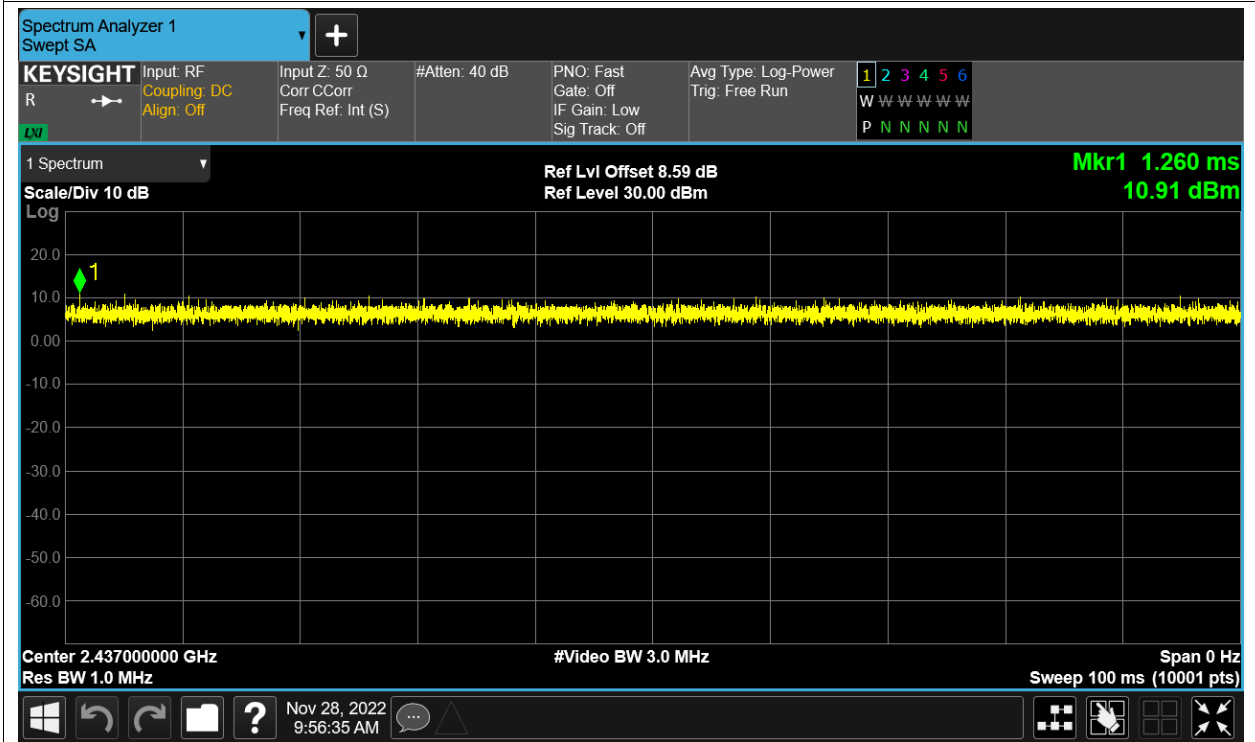 Spectrum Analyzer 1
Swept SA
KEYSIGHT
R
LXI
Input: RF
Coupling: DC
Align: Off
Input Z: 50 Ω
Corr CCorr
Freq Ref: Int (S)
#Atten: 40 dB
PNO: Fast
Gate: Off
IF Gain: Low
Sig Track: Off
Avg Type: Log-Power
Trig: Free Run
1 2 3 4 5 6
W W W W W W
P N N N N N
1 Spectrum
Scale/Div 10 dB
Log
Ref Lvl Offset 8.59 dB
Ref Level 30.00 dBm
Mkr1 1.260 ms
10.91 dBm
1
20.0
10.0
0.00
-10.0
-20.0
-30.0
-40.0
-50.0
-60.0
Center 2.437000000 GHz
Res BW 1.0 MHz
#Video BW 3.0 MHz
Span 0 Hz
Sweep 100 ms (10001 pts)
?
Nov 28, 2022
9:56:35 AM